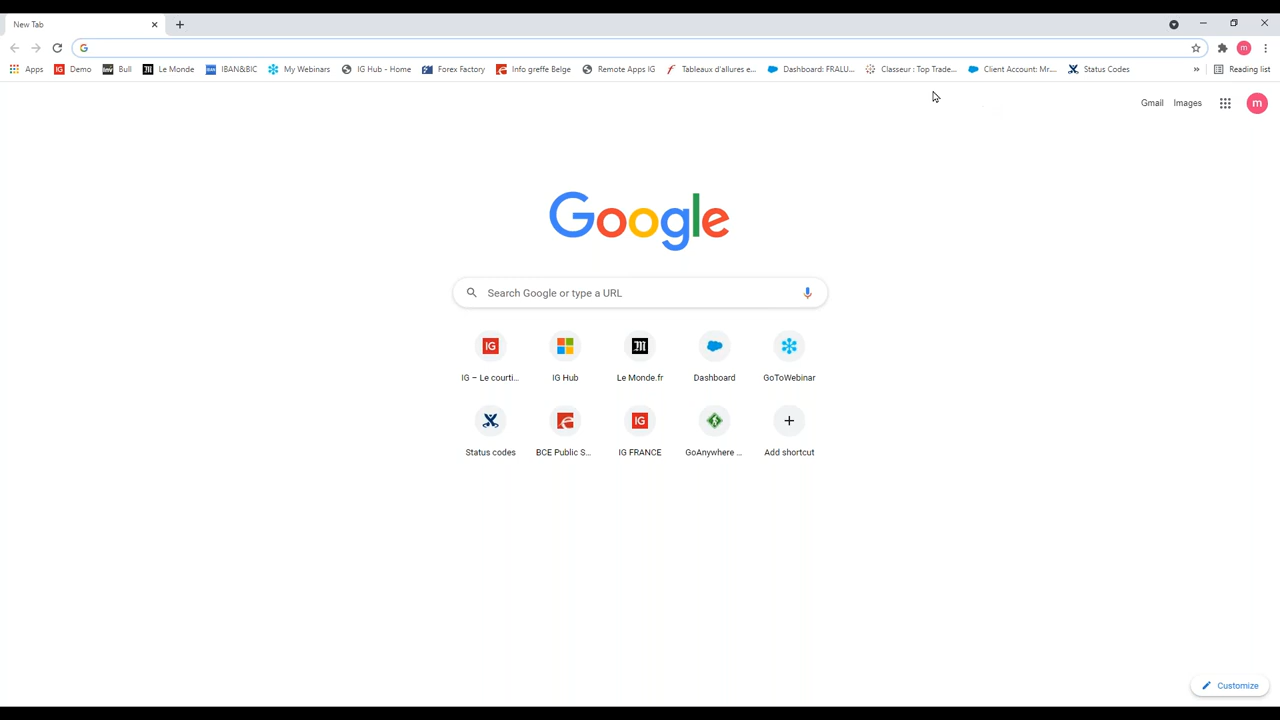 New Tab
Apps Demo Bull Le Monde IBAN&BIC My Webinars IG Hub - Home Forex Factory Info greffe Belge Remote Apps IG Tableaux d'allures e... Dashboard: FRALU... Classeur : Top Trade... Client Account: Mr.... Status Codes » Reading list
Gmail Images m
Google
Search Google or type a URL
IG – Le courti... IG Hub Le Monde.fr Dashboard GoToWebinar
Status codes BCE Public S... IG FRANCE GoAnywhere ... Add shortcut
Customize